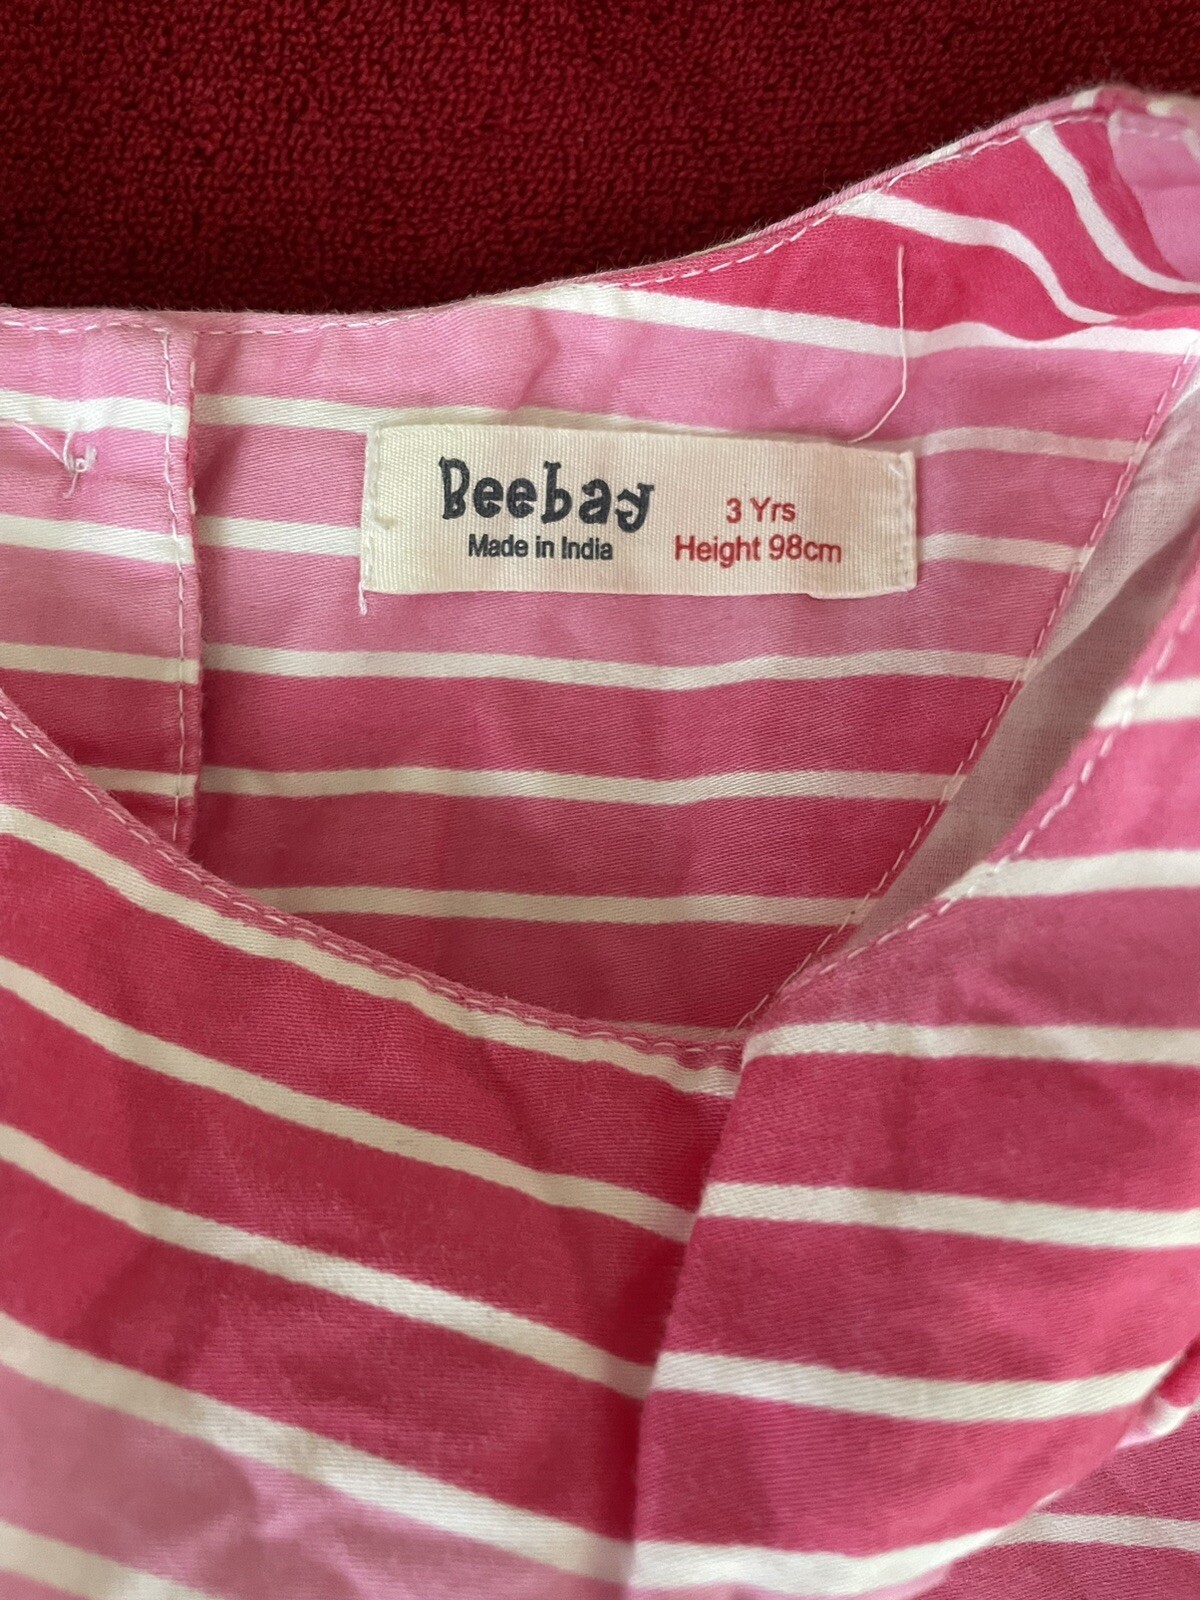 Beebay
Made in India
3 Yrs
Height 98cm